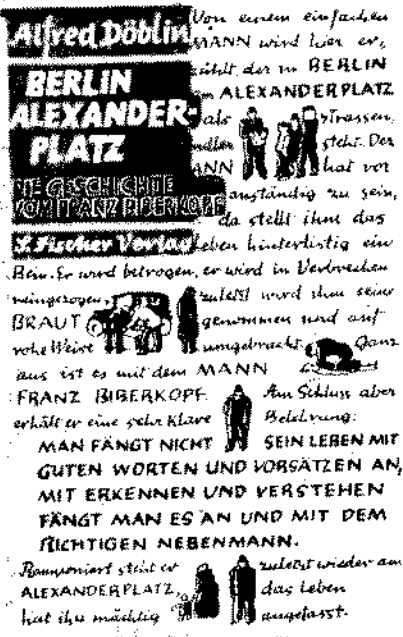 Alfred Döblin
BERLIN
ALEXANDER-
PLATZ
DIE GESCHICHTE
VOM FRANZ BIBERKOPF
S. Fischer Verlag
Von einem einfachen
MANN wird hier er,
zählt, der in BERLIN
am ALEXANDERPLATZ
als Strassen,
händler steht. Der
MANN hat vor
anständig zu sein,
da stellt ihm das
Leben hinterlistig ein
Bein. Er wird betrogen, er wird in Verbrechen
reingezogen, zuletzt wird ihm seine
BRAUT genommen und auf
rohe Weise umgebracht. Ganz
aus ist es mit dem MANN
FRANZ BIBERKOPF. Am Schluss aber
erhält er eine sehr klare Belehrung:
MAN FÄNGT NICHT SEIN LEBEN MIT
GUTEN WORTEN UND VORSÄTZEN AN,
MIT ERKENNEN UND VERSTEHEN
FÄNGT MAN ES AN UND MIT DEM
RICHTIGEN NEBENMANN.
Ramponiert steht er zuletzt wieder am
ALEXANDERPLATZ, das Leben
hat ihn mächtig angefasst.